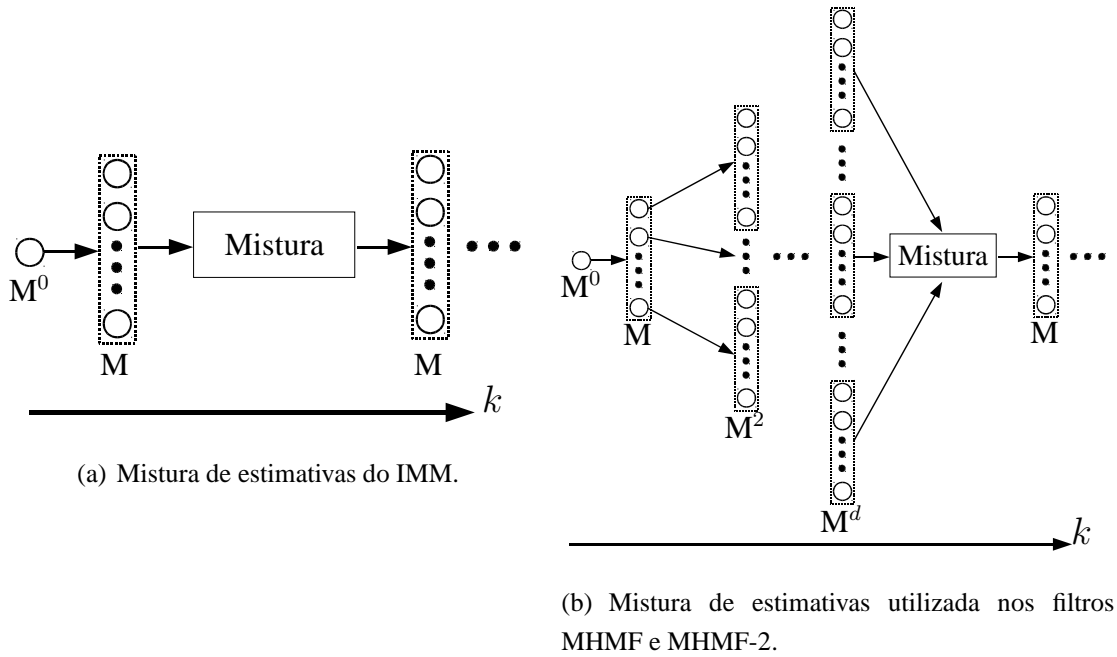 M⁰
M
Mistura
M
k
(a) Mistura de estimativas do IMM.
M⁰
M
M²
Mᵈ
Mistura
M
k
(b) Mistura de estimativas utilizada nos filtros
MHMF e MHMF-2.